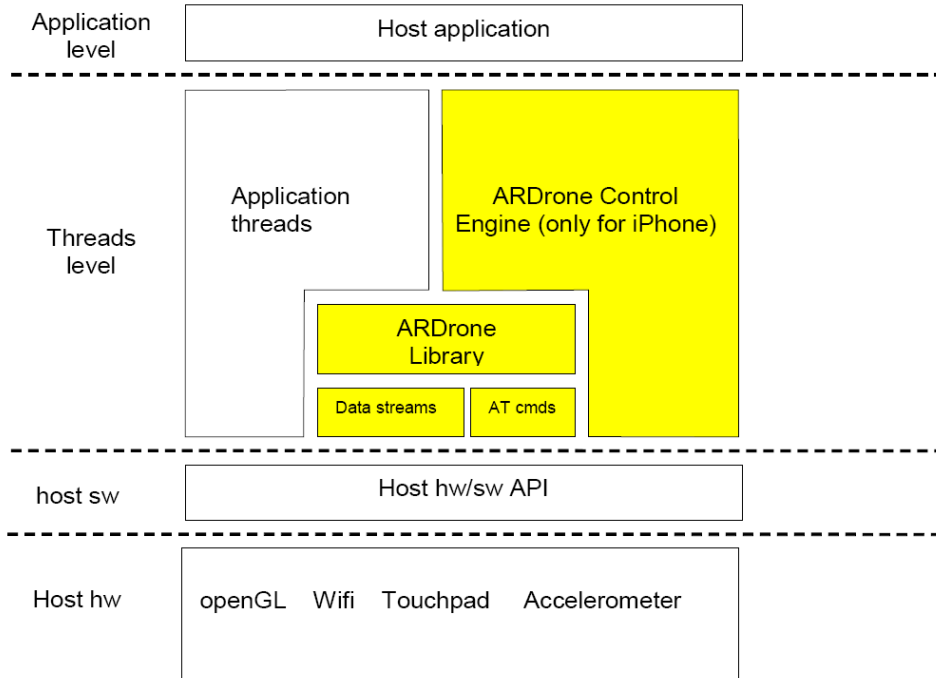 Application
level
Host application
Application
threads
ARDrone Control
Engine (only for iPhone)
Threads
level
ARDrone
Library
Data streams
AT cmds
host sw
Host hw/sw API
Host hw
openGL Wifi Touchpad Accelerometer